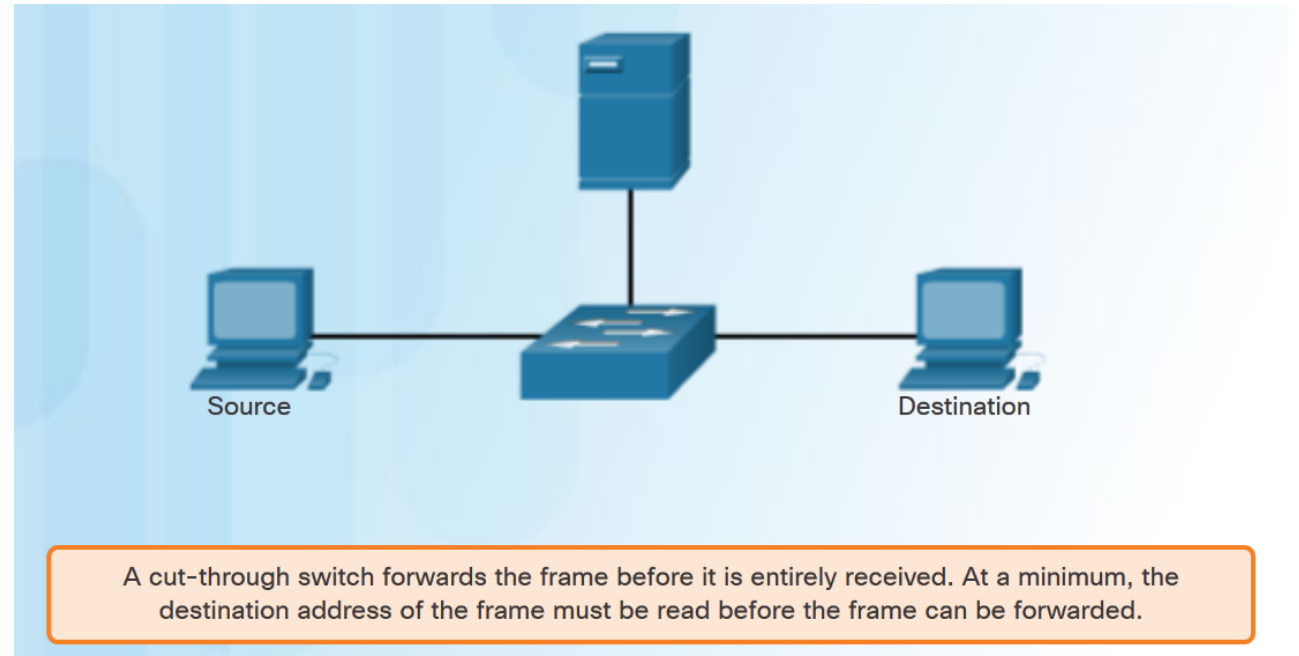 Source
Destination
A cut-through switch forwards the frame before it is entirely received. At a minimum, the
destination address of the frame must be read before the frame can be forwarded.